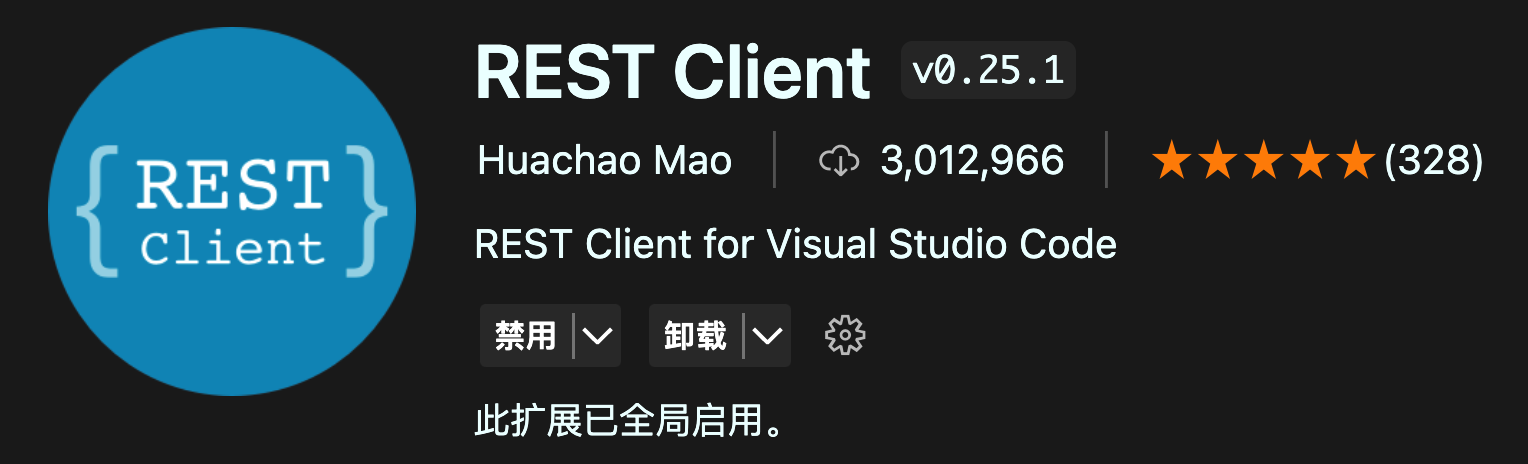 { REST
Client }
REST Client v0.25.1
Huachao Mao 3,012,966 ★★★★★(328)
REST Client for Visual Studio Code
禁用 卸载
此扩展已全局启用。